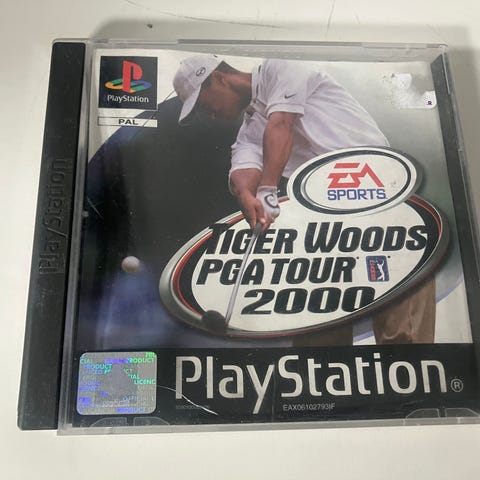 PlayStation
PlayStation
PAL
EA
SPORTS
TIGER WOODS
PGA TOUR
2000
PlayStation®
EAX06102793IF